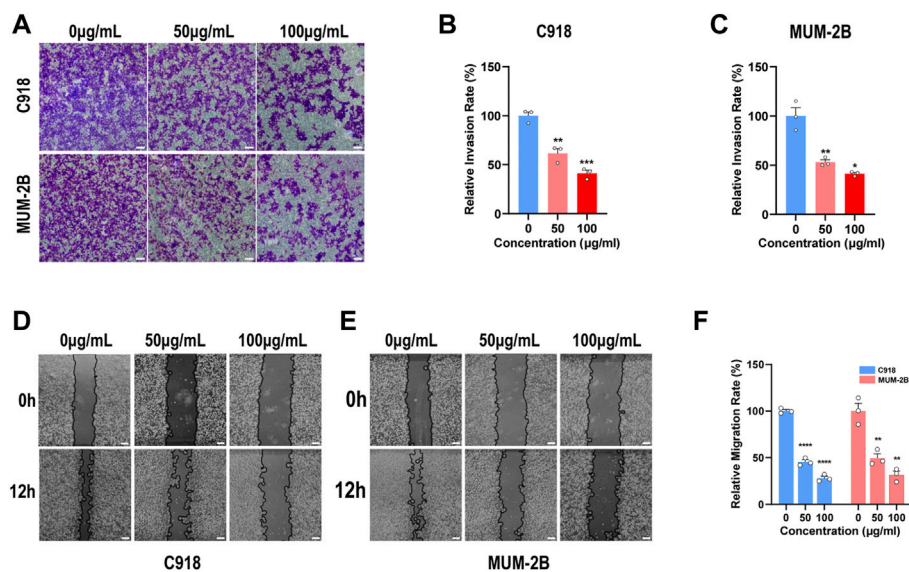 A
0μg/mL 50μg/mL 100μg/mL
C918
MUM-2B
B
C918
Relative Invasion Rate (%)
150
100
50
0
**
***
0 50 100
Concentration (μg/ml)
C
MUM-2B
Relative Invasion Rate (%)
150
100
50
0
**
*
0 50 100
Concentration (μg/ml)
D
0μg/mL 50μg/mL 100μg/mL
0h
12h
C918
E
0μg/mL 50μg/mL 100μg/mL
0h
12h
MUM-2B
F
Relative Migration Rate (%)
150
100
50
0
C918
MUM-2B
****
****
**
**
0 50 100 0 50 100
Concentration (μg/ml)